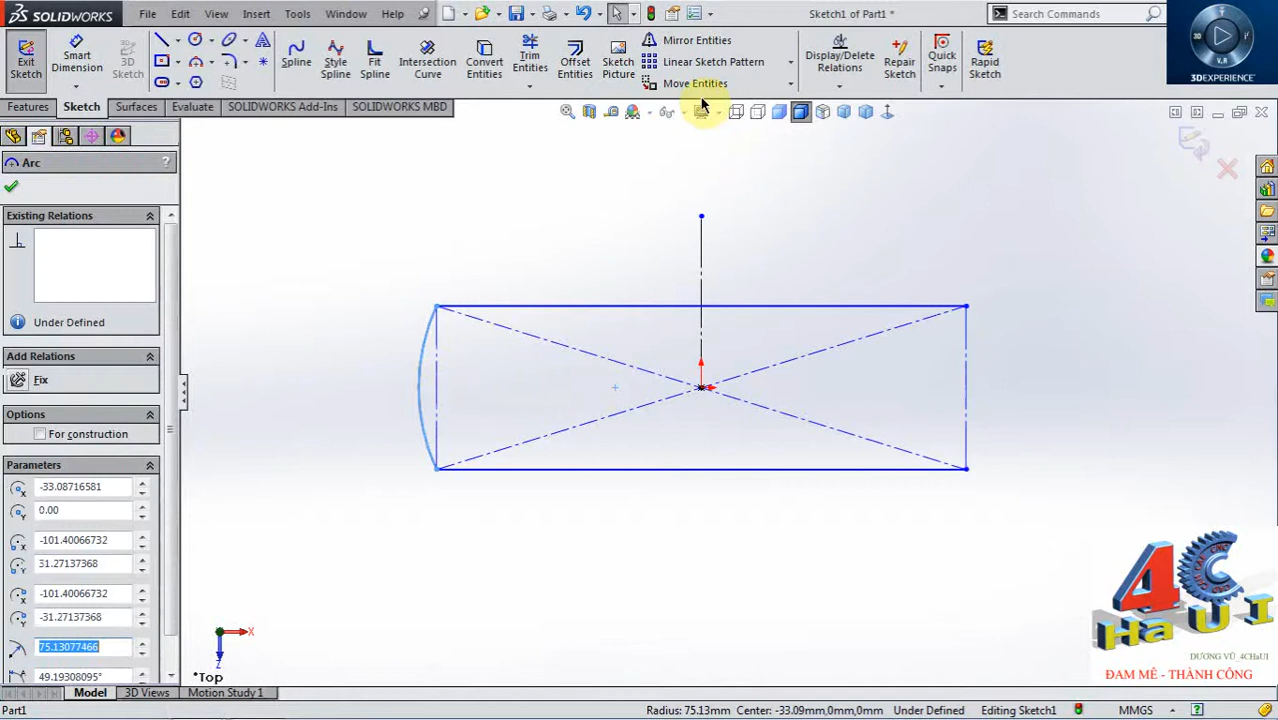 SOLIDWORKS
File Edit View Insert Tools Window Help
Sketch1 of Part1 *
Search Commands
3D
V.R
3DEXPERIENCE
Exit Sketch
Smart Dimension
3D Sketch
Spline
Style Spline
Fit Spline
Intersection Curve
Convert Entities
Trim Entities
Offset Entities
Sketch Picture
Mirror Entities
Linear Sketch Pattern
Move Entities
Display/Delete Relations
Repair Sketch
Quick Snaps
Rapid Sketch
Features Sketch Surfaces Evaluate SOLIDWORKS Add-Ins SOLIDWORKS MBD
Arc ?
Existing Relations
Under Defined
Add Relations
Fix
Options
For construction
Parameters
-33.08716581
0.00
-101.40066732
31.27137368
-101.40066732
-31.27137368
75.13077466
49.19308095°
X
Z
*Top
4C
HaUI
DƯƠNG VŨ_4CHaUI
ĐAM MÊ - THÀNH CÔNG
Model 3D Views Motion Study 1
Part1
Radius: 75.13mm Center: -33.09mm,0mm,0mm Under Defined Editing Sketch1 MMGS ?